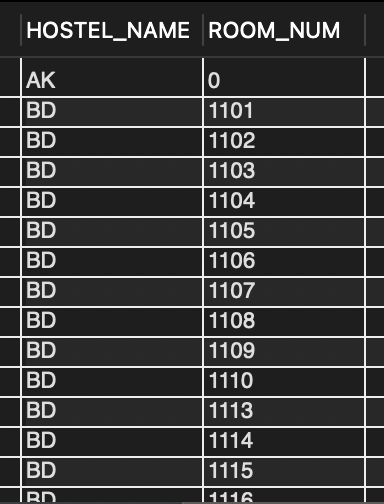 HOSTEL_NAME ROOM_NUM
AK 0
BD 1101
BD 1102
BD 1103
BD 1104
BD 1105
BD 1106
BD 1107
BD 1108
BD 1109
BD 1110
BD 1113
BD 1114
BD 1115
BD 1116